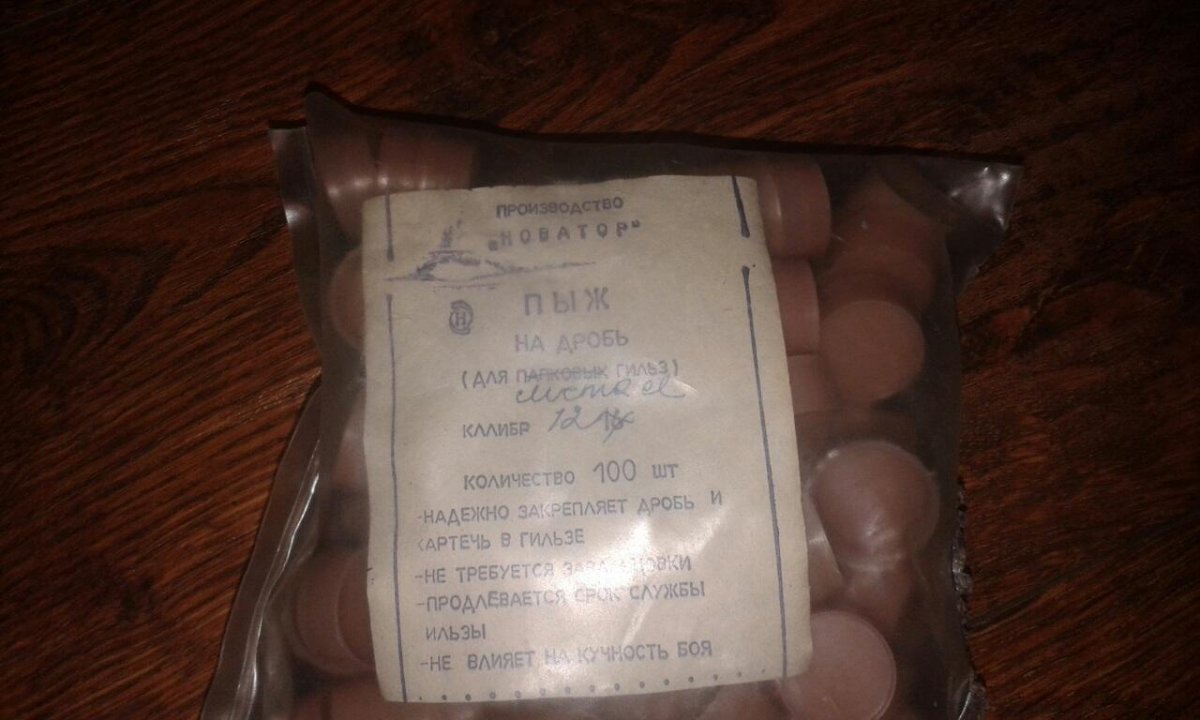 ПРОИЗВОДСТВО
"НОВАТОР"
Н
ПЫЖ
НА ДРОБЬ
(ДЛЯ ПАПКОВЫХ ГИЛЬЗ)
КАЛИБР 12
КОЛИЧЕСТВО 100 ШТ
-НАДЕЖНО ЗАКРЕПЛЯЕТ ДРОБЬ И
КАРТЕЧЬ В ГИЛЬЗЕ
-НЕ ТРЕБУЕТСЯ
-ПРОДЛЕВАЕТСЯ СРОК СЛУЖБЫ
ИЛЬЗЫ
-НЕ ВЛИЯЕТ НА КУЧНОСТЬ БОЯ